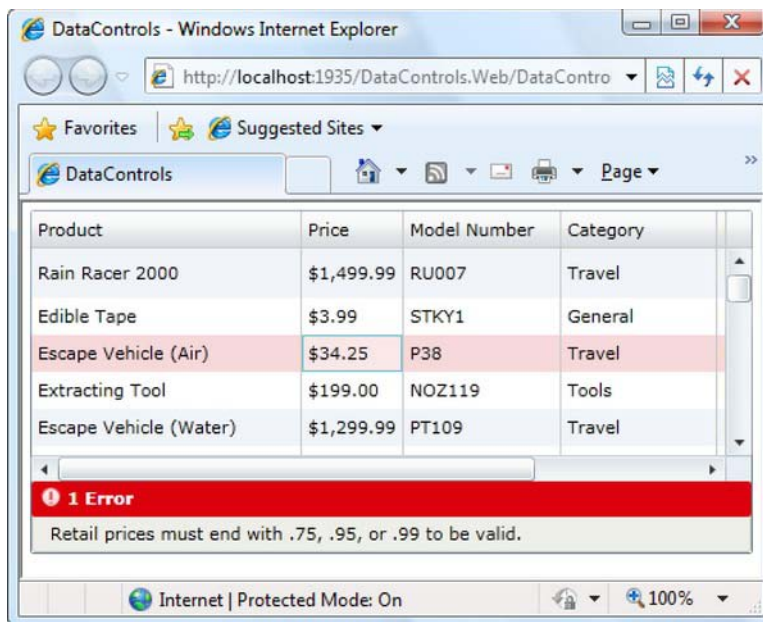 DataControls - Windows Internet Explorer
http://localhost:1935/DataControls.Web/DataContro
Favorites Suggested Sites
DataControls Page »
Product Price Model Number Category
Rain Racer 2000 $1,499.99 RU007 Travel
Edible Tape $3.99 STKY1 General
Escape Vehicle (Air) $34.25 P38 Travel
Extracting Tool $199.00 NOZ119 Tools
Escape Vehicle (Water) $1,299.99 PT109 Travel
1 Error
Retail prices must end with .75, .95, or .99 to be valid.
Internet | Protected Mode: On 100%